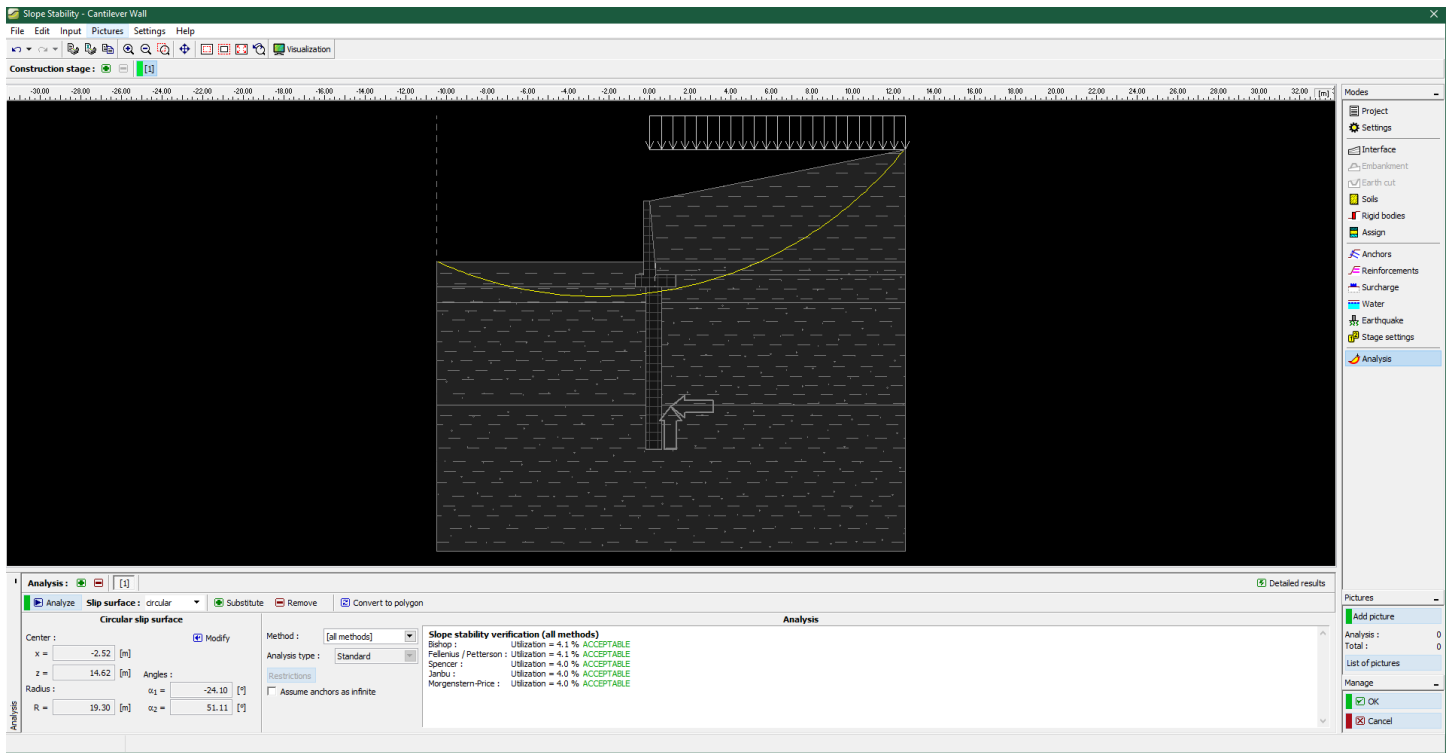 Slope Stability - Cantilever Wall
File Edit Input Pictures Settings Help
Visualization
Construction stage : [1]
-30.00 -28.00 -26.00 -24.00 -22.00 -20.00 -18.00 -16.00 -14.00 -12.00 -10.00 -8.00 -6.00 -4.00 -2.00 0.00 2.00 4.00 6.00 8.00 10.00 12.00 14.00 16.00 18.00 20.00 22.00 24.00 26.00 28.00 30.00 32.00 [m]
Modes
Project
Settings
Interface
Embankment
Earth cut
Soils
Rigid bodies
Assign
Anchors
Reinforcements
Surcharge
Water
Earthquake
Stage settings
Analysis
Analysis : [1]
Detailed results
Analyze Slip surface : circular Substitute Remove Convert to polygon
Circular slip surface
Center : Modify
x = -2.52 [m]
z = 14.62 [m] Angles :
Radius : α1 = -24.10 [°]
R = 19.30 [m] α2 = 51.11 [°]
Method : [all methods]
Analysis type : Standard
Restrictions
Assume anchors as infinite
Analysis
Slope stability verification (all methods)
Bishop : Utilization = 4.1 % ACCEPTABLE
Fellenius / Petterson : Utilization = 4.1 % ACCEPTABLE
Spencer : Utilization = 4.0 % ACCEPTABLE
Janbu : Utilization = 4.0 % ACCEPTABLE
Morgenstern-Price : Utilization = 4.0 % ACCEPTABLE
Analysis
Pictures
Add picture
Analysis : 0
Total : 0
List of pictures
Manage
OK
Cancel